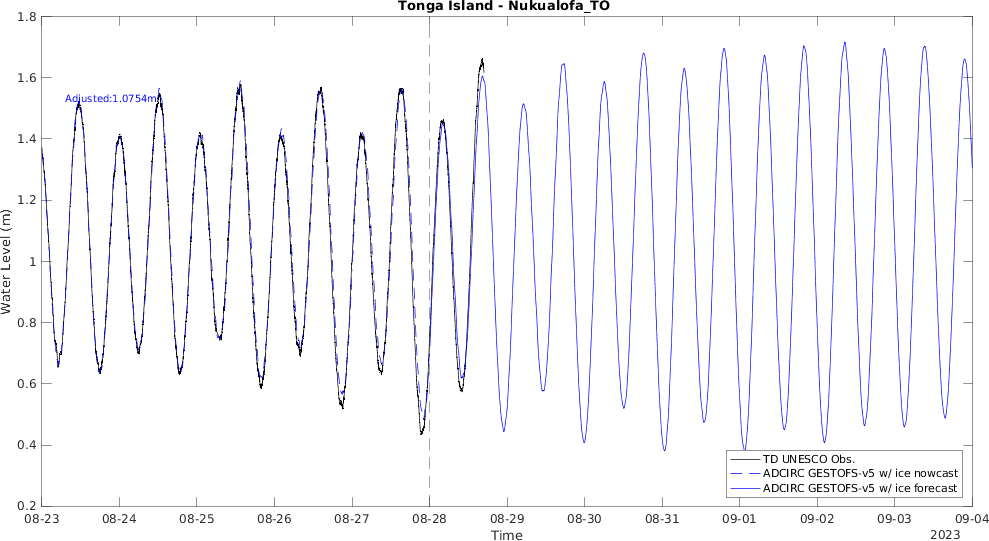 Tonga Island - Nukualofa_TO
1.8
1.6
1.4
1.2
1
0.8
0.6
0.4
0.2
Water Level (m)
Adjusted:1.0754m
TD UNESCO Obs.
ADCIRC GESTOFS-v5 w/ ice nowcast
ADCIRC GESTOFS-v5 w/ ice forecast
08-23 08-24 08-25 08-26 08-27 08-28 08-29 08-30 08-31 09-01 09-02 09-03 09-04
Time
2023